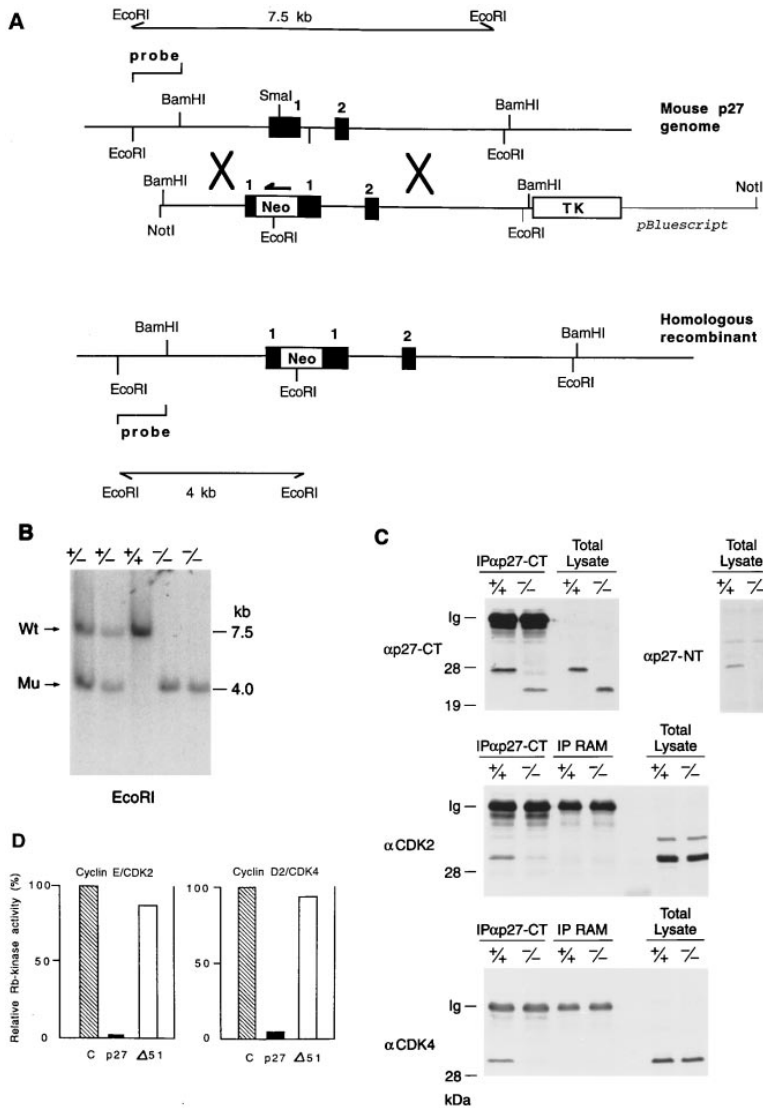 A
EcoRI 7.5 kb EcoRI
probe
BamHI SmaI 1 2 BamHI Mouse p27
genome
EcoRI EcoRI
BamHI 1 1 2 BamHI NotI
Neo TK
NotI EcoRI EcoRI pBluescript
Homologous
recombinant
BamHI 1 1 2 BamHI
Neo
EcoRI EcoRI EcoRI
probe
EcoRI 4 kb EcoRI
B
+/- +/- +/+ -/- -/-
kb
Wt 7.5
Mu 4.0
EcoRI
C
IPαp27-CT Total Lysate
+/+ -/- +/+ -/-
Ig
αp27-CT
28
19
Total Lysate
+/+ -/-
αp27-NT
IPαp27-CT IP RAM Total Lysate
+/+ -/- +/+ -/- +/+ -/-
Ig
αCDK2
28
IPαp27-CT IP RAM Total Lysate
+/+ -/- +/+ -/- +/+ -/-
Ig
αCDK4
28
kDa
D
Relative Rb-kinase activity (%)
Cyclin E/CDK2
100
50
0
C p27 Δ51
Cyclin D2/CDK4
100
50
0
C p27 Δ51